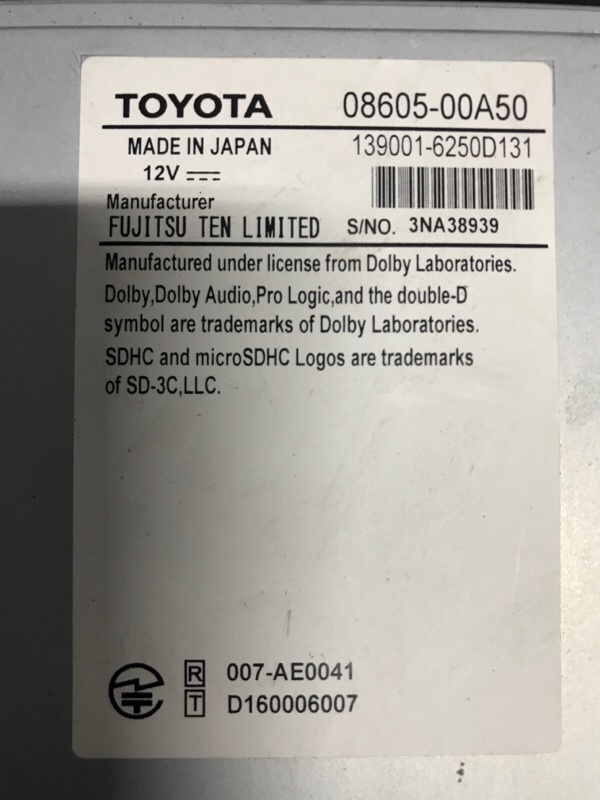 TOYOTA 08605-00A50
MADE IN JAPAN 139001-6250D131
12V
Manufacturer
FUJITSU TEN LIMITED S/NO. 3NA38939
Manufactured under license from Dolby Laboratories.
Dolby,Dolby Audio,Pro Logic,and the double-D
symbol are trademarks of Dolby Laboratories.
SDHC and microSDHC Logos are trademarks
of SD-3C,LLC.
R 007-AE0041
T D160006007